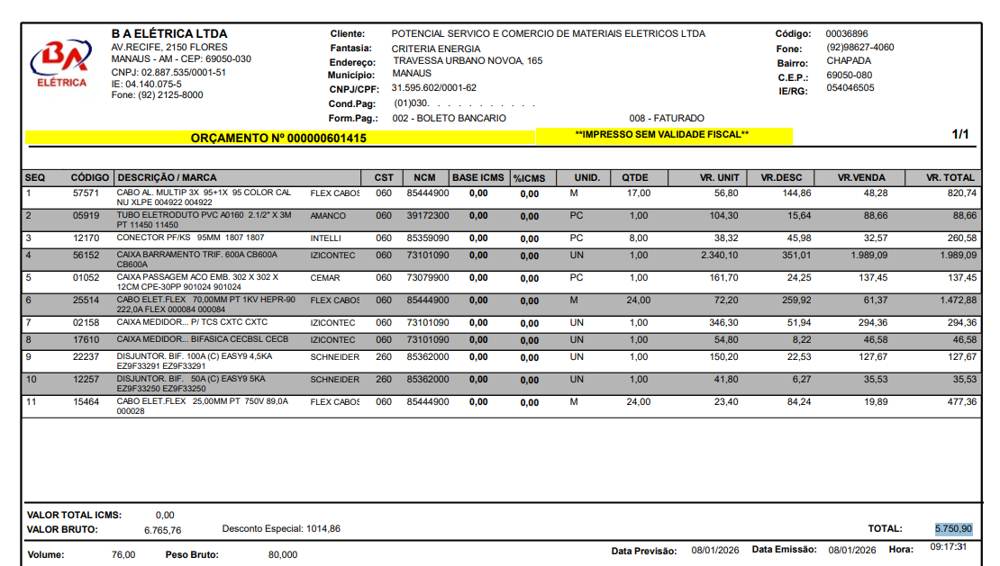 BA
ELÉTRICA
B A ELÉTRICA LTDA
AV.RECIFE, 2150 FLORES
MANAUS - AM - CEP: 69050-030
CNPJ: 02.887.535/0001-51
IE: 04.140.075-5
Fone: (92) 2125-8000
Cliente: POTENCIAL SERVICO E COMERCIO DE MATERIAIS ELETRICOS LTDA
Fantasia: CRITERIA ENERGIA
Endereço: TRAVESSA URBANO NOVOA, 165
Município: MANAUS
CNPJ/CPF: 31.595.602/0001-62
Cond.Pag: (01)030. . . . . . . . . . .
Form.Pag.: 002 - BOLETO BANCARIO 008 - FATURADO
Código: 00036896
Fone: (92)98627-4060
Bairro: CHAPADA
C.E.P.: 69050-080
IE/RG: 054046505
ORÇAMENTO Nº 000000601415 **IMPRESSO SEM VALIDADE FISCAL** 1/1
SEQ CÓDIGO DESCRIÇÃO / MARCA CST NCM BASE ICMS %ICMS UNID. QTDE VR. UNIT VR.DESC VR.VENDA VR. TOTAL
1 57571 CABO AL. MULTIP 3X 95+1X 95 COLOR CAL FLEX CABOS 060 85444900 0,00 0,00 M 17,00 56,80 144,86 48,28 820,74
NU XLPE 004922 004922
2 05919 TUBO ELETRODUTO PVC A0160 2.1/2" X 3M AMANCO 060 39172300 0,00 0,00 PC 1,00 104,30 15,64 88,66 88,66
PT 11450 11450
3 12170 CONECTOR PF/KS 95MM 1807 1807 INTELLI 060 85359090 0,00 0,00 PC 8,00 38,32 45,98 32,57 260,58
4 56152 CAIXA BARRAMENTO TRIF. 600A CB600A IZICONTEC 060 73101090 0,00 0,00 UN 1,00 2.340,10 351,01 1.989,09 1.989,09
CB600A
5 01052 CAIXA PASSAGEM ACO EMB. 302 X 302 X CEMAR 060 73079900 0,00 0,00 PC 1,00 161,70 24,25 137,45 137,45
12CM CPE-30PP 901024 901024
6 25514 CABO ELET.FLEX 70,00MM PT 1KV HEPR-90 FLEX CABOS 060 85444900 0,00 0,00 M 24,00 72,20 259,92 61,37 1.472,88
222,0A FLEX 000084 000084
7 02158 CAIXA MEDIDOR... P/ TCS CXTC CXTC IZICONTEC 060 73101090 0,00 0,00 UN 1,00 346,30 51,94 294,36 294,36
8 17610 CAIXA MEDIDOR... BIFASICA CECBSL CECB IZICONTEC 060 73101090 0,00 0,00 UN 1,00 54,80 8,22 46,58 46,58
9 22237 DISJUNTOR. BIF. 100A (C) EASY9 4,5KA SCHNEIDER 260 85362000 0,00 0,00 UN 1,00 150,20 22,53 127,67 127,67
EZ9F33291 EZ9F33291
10 12257 DISJUNTOR. BIF. 50A (C) EASY9 5KA SCHNEIDER 260 85362000 0,00 0,00 UN 1,00 41,80 6,27 35,53 35,53
EZ9F33250 EZ9F33250
11 15464 CABO ELET.FLEX 25,00MM PT 750V 89,0A FLEX CABOS 060 85444900 0,00 0,00 M 24,00 23,40 84,24 19,89 477,36
000028
VALOR TOTAL ICMS: 0,00
VALOR BRUTO: 6.765,76 Desconto Especial: 1014,86 TOTAL: 5.750,90
Volume: 76,00 Peso Bruto: 80,000 Data Previsão: 08/01/2026 Data Emissão: 08/01/2026 Hora: 09:17:31